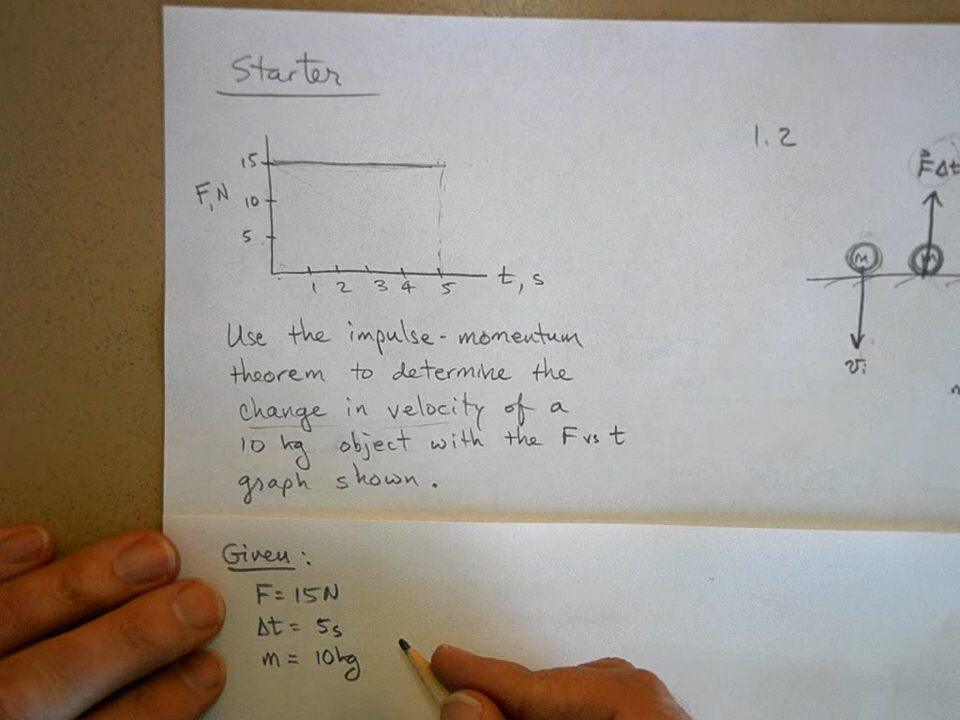 Starter
15
F, N
10
5
1 2 3 4 5
t, s
Use the impulse-momentum
theorem to determine the
change in velocity of a
10 kg object with the F vs t
graph shown.
Given:
F = 15N
Δt = 5s
m = 10kg
1.2
F⃗Δt
m
m
vi